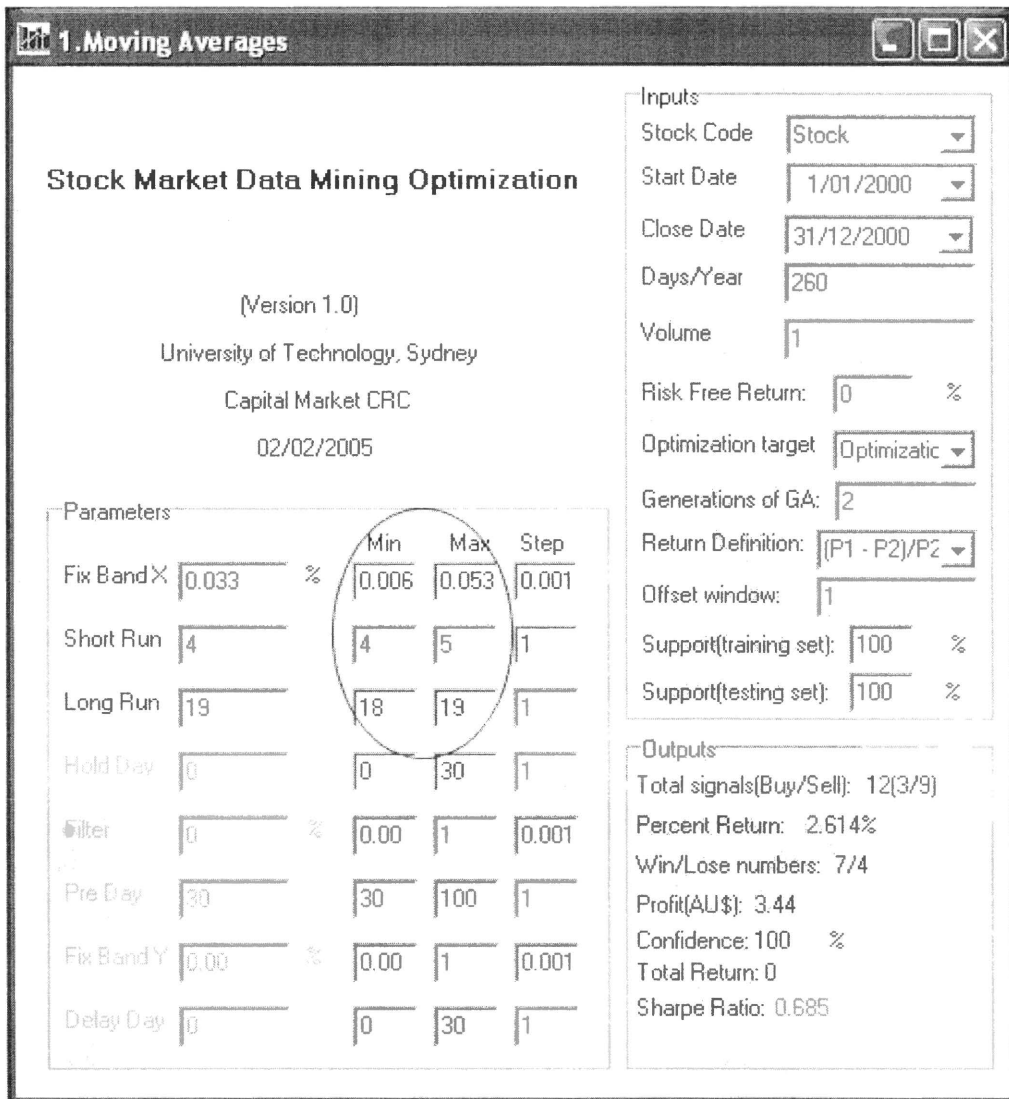 1.Moving Averages
Stock Market Data Mining Optimization
(Version 1.0)
University of Technology, Sydney
Capital Market CRC
02/02/2005
Parameters
Min Max Step
Fix Band X 0.033 % 0.006 0.053 0.001
Short Run 4 4 5 1
Long Run 19 18 19 1
Hold Day 0 0 30 1
Filter 0 % 0.00 1 0.001
Pre Day 30 30 100 1
Fix Band Y 0.00 % 0.00 1 0.001
Delay Day 0 0 30 1
Inputs
Stock Code Stock
Start Date 1/01/2000
Close Date 31/12/2000
Days/Year 260
Volume 1
Risk Free Return: 0 %
Optimization target Optimizatic
Generations of GA: 2
Return Definition: (P1 - P2)/P2
Offset window: 1
Support(training set): 100 %
Support(testing set): 100 %
Outputs
Total signals(Buy/Sell): 12(3/9)
Percent Return: 2.614%
Win/Lose numbers: 7/4
Profit(AU$): 3.44
Confidence: 100 %
Total Return: 0
Sharpe Ratio: 0.685